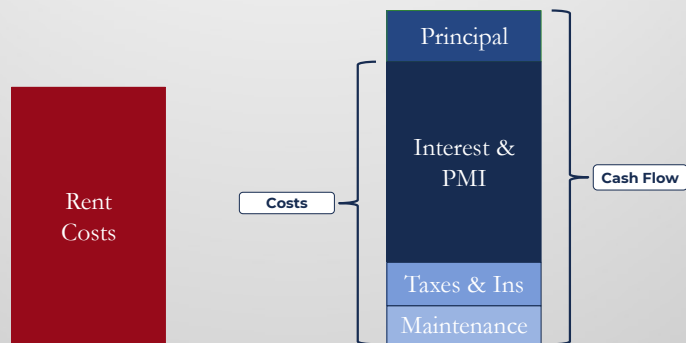 Principal
Interest &
PMI
Rent
Costs
Costs
Cash Flow
Taxes & Ins
Maintenance